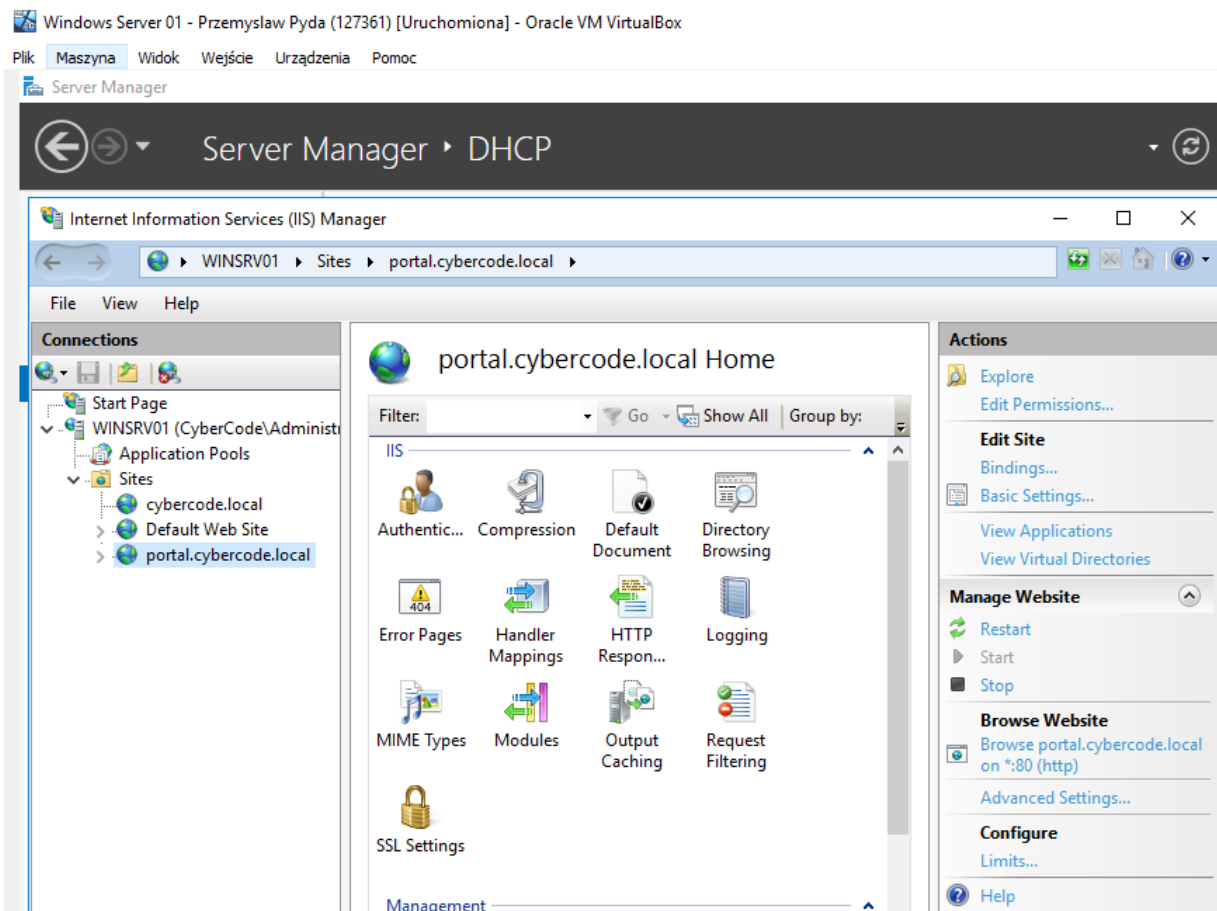 Windows Server 01 - Przemyslaw Pyda (127361) [Uruchomiona] - Oracle VM VirtualBox
Plik Maszyna Widok Wejście Urządzenia Pomoc
Server Manager
Server Manager DHCP
Internet Information Services (IIS) Manager
WINSRV01 Sites portal.cybercode.local
File View Help
Connections
Start Page
WINSRV01 (CyberCode\Administr
Application Pools
Sites
cybercode.local
Default Web Site
portal.cybercode.local
portal.cybercode.local Home
Filter: Go Show All Group by:
IIS
Authentic... Compression Default Document Directory Browsing
404
Error Pages Handler Mappings HTTP Respon... Logging
MIME Types Modules Output Caching Request Filtering
SSL Settings
Management
Actions
Explore
Edit Permissions...
Edit Site
Bindings...
Basic Settings...
View Applications
View Virtual Directories
Manage Website
Restart
Start
Stop
Browse Website
Browse portal.cybercode.local
on *:80 (http)
Advanced Settings...
Configure
Limits...
Help